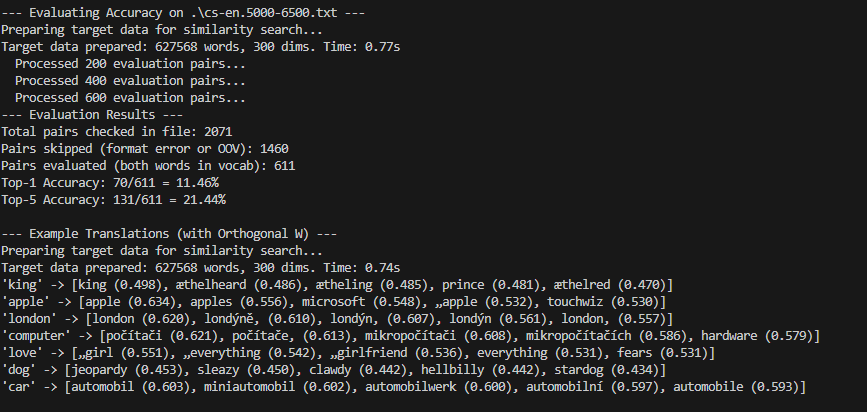 --- Evaluating Accuracy on .\cs-en.5000-6500.txt ---
Preparing target data for similarity search...
Target data prepared: 627568 words, 300 dims. Time: 0.77s
  Processed 200 evaluation pairs...
  Processed 400 evaluation pairs...
  Processed 600 evaluation pairs...
--- Evaluation Results ---
Total pairs checked in file: 2071
Pairs skipped (format error or OOV): 1460
Pairs evaluated (both words in vocab): 611
Top-1 Accuracy: 70/611 = 11.46%
Top-5 Accuracy: 131/611 = 21.44%

--- Example Translations (with Orthogonal W) ---
Preparing target data for similarity search...
Target data prepared: 627568 words, 300 dims. Time: 0.74s
'king' -> [king (0.498), æthelheard (0.486), ætheling (0.485), prince (0.481), æthelred (0.470)]
'apple' -> [apple (0.634), apples (0.556), microsoft (0.548), „apple (0.532), touchwiz (0.530)]
'london' -> [london (0.620), londýně, (0.610), londýn, (0.607), londýn (0.561), london, (0.557)]
'computer' -> [počítači (0.621), počítače, (0.613), mikropočítači (0.608), mikropočítačích (0.586), hardware (0.579)]
'love' -> [„girl (0.551), „everything (0.542), „girlfriend (0.536), everything (0.531), fears (0.531)]
'dog' -> [jeopardy (0.453), sleazy (0.450), clawdy (0.442), hellbilly (0.442), stardog (0.434)]
'car' -> [automobil (0.603), miniautomobil (0.602), automobilwerk (0.600), automobilní (0.597), automobile (0.593)]